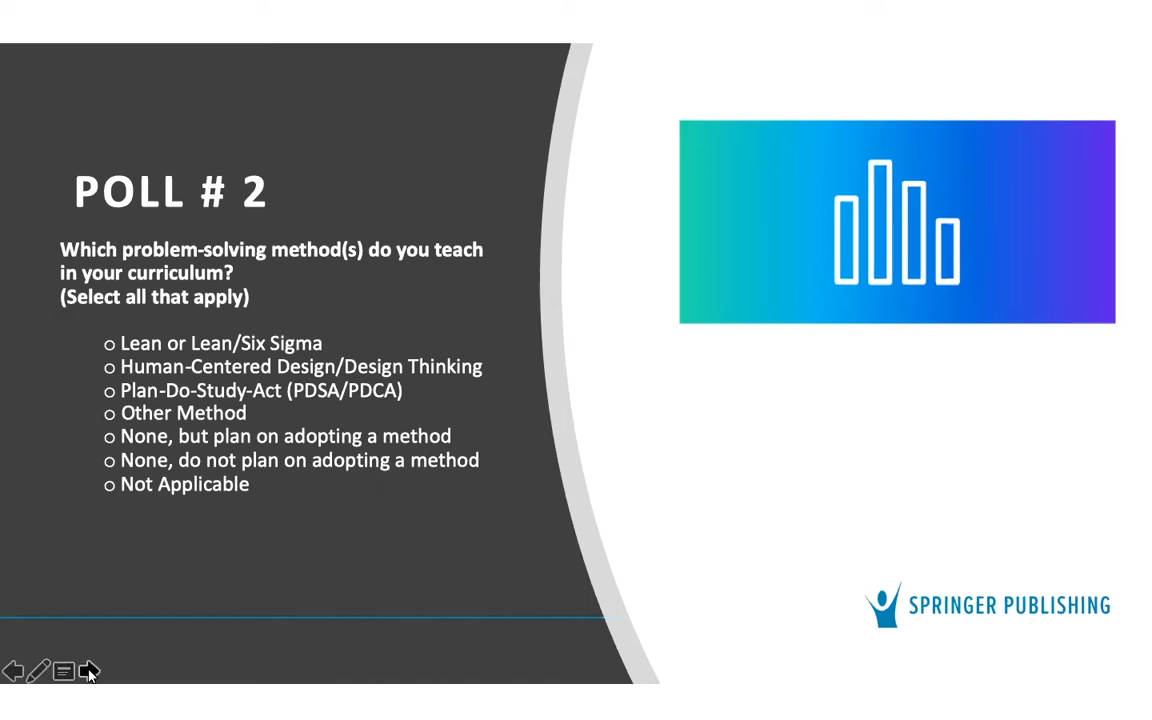 POLL # 2
Which problem-solving method(s) do you teach
in your curriculum?
(Select all that apply)
Lean or Lean/Six Sigma
Human-Centered Design/Design Thinking
Plan-Do-Study-Act (PDSA/PDCA)
Other Method
None, but plan on adopting a method
None, do not plan on adopting a method
Not Applicable
SPRINGER PUBLISHING